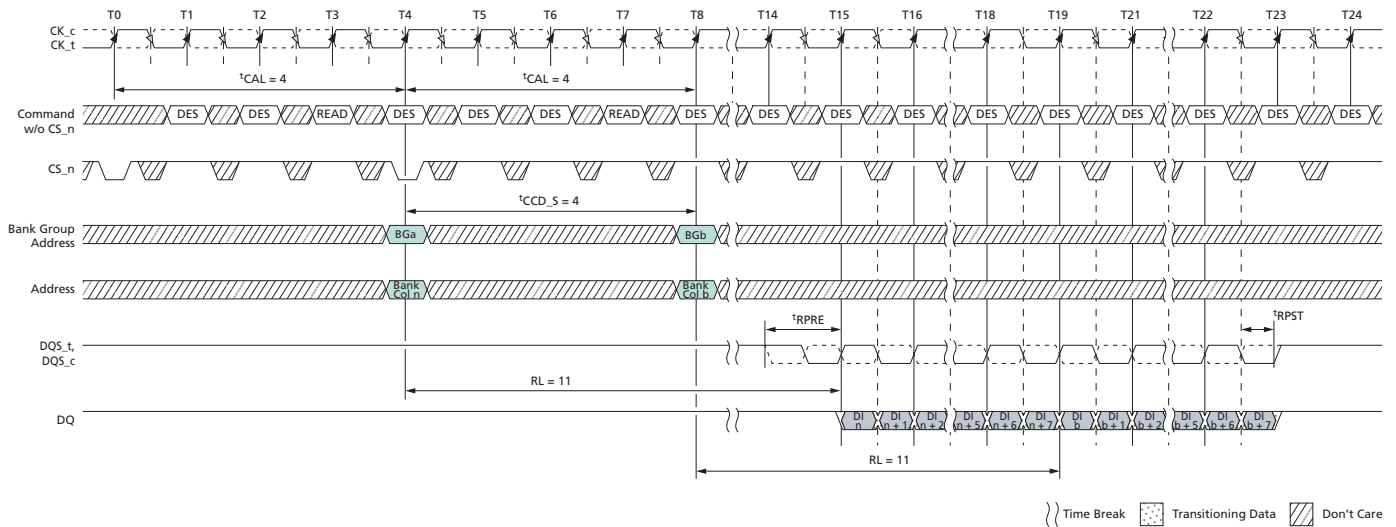 T0 T1 T2 T3 T4 T5 T6 T7 T8 T14 T15 T16 T18 T19 T21 T22 T23 T24
CK_c
CK_t
tCAL = 4 tCAL = 4
Command
w/o CS_n
DES DES READ DES DES DES READ DES DES DES DES DES DES DES DES DES DES
CS_n
tCCD_S = 4
Bank Group
Address
BGa BGb
Address
Bank
Col n
Bank
Col b
tRPRE tRPST
DQS_t,
DQS_c
RL = 11
DQ
DI
n
DI
n + 1
DI
n + 2
DI
n + 5
DI
n + 6
DI
n + 7
DI
b
DI
b + 1
DI
b + 2
DI
b + 5
DI
b + 6
DI
b + 7
RL = 11
Time Break Transitioning Data Don't Care